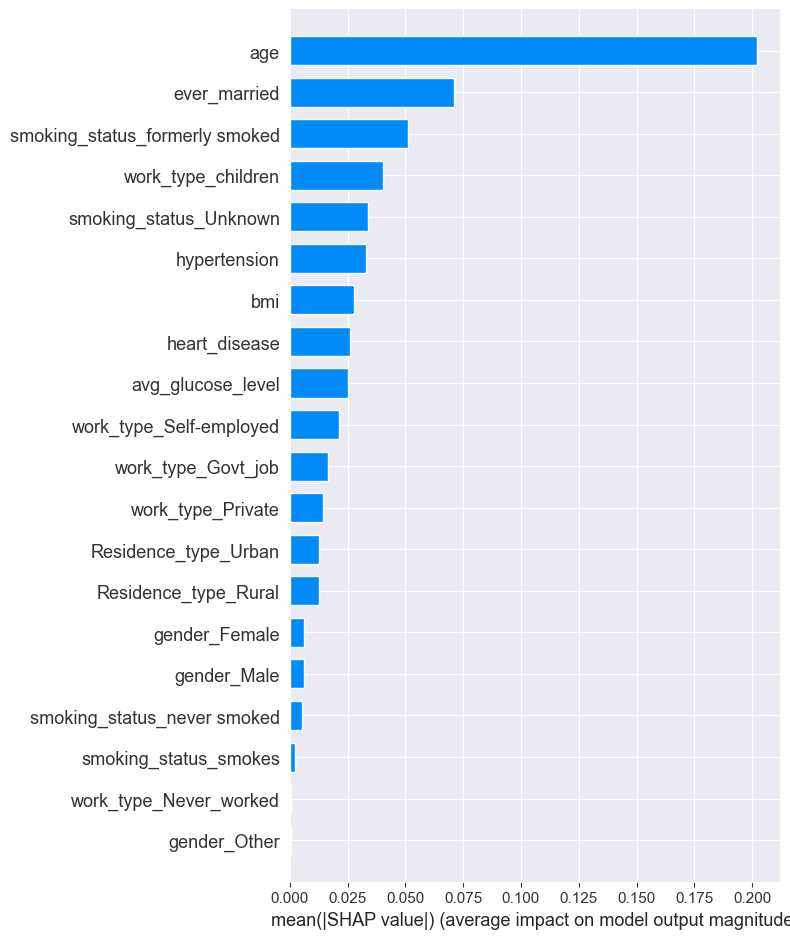 age
ever_married
smoking_status_formerly smoked
work_type_children
smoking_status_Unknown
hypertension
bmi
heart_disease
avg_glucose_level
work_type_Self-employed
work_type_Govt_job
work_type_Private
Residence_type_Urban
Residence_type_Rural
gender_Female
gender_Male
smoking_status_never smoked
smoking_status_smokes
work_type_Never_worked
gender_Other
0.000 0.025 0.050 0.075 0.100 0.125 0.150 0.175 0.200
mean(|SHAP value|) (average impact on model output magnitude